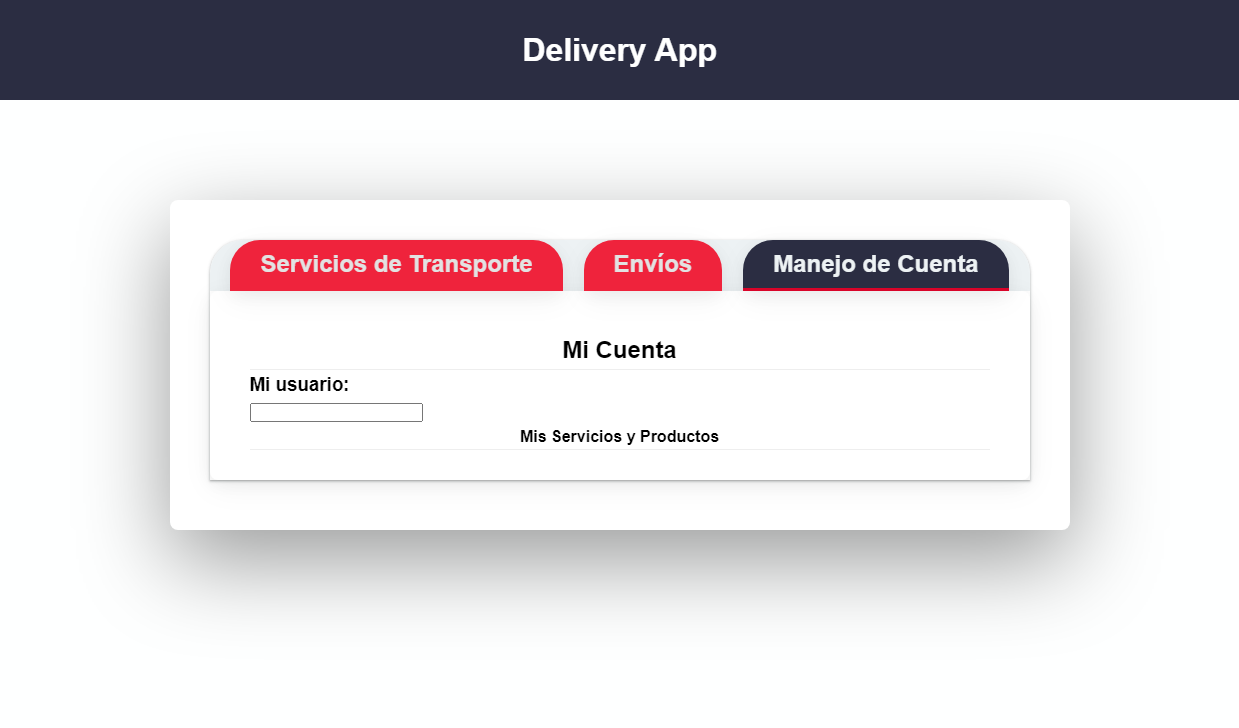 Delivery App
Servicios de Transporte
Envíos
Manejo de Cuenta
Mi Cuenta
Mi usuario:
Mis Servicios y Productos